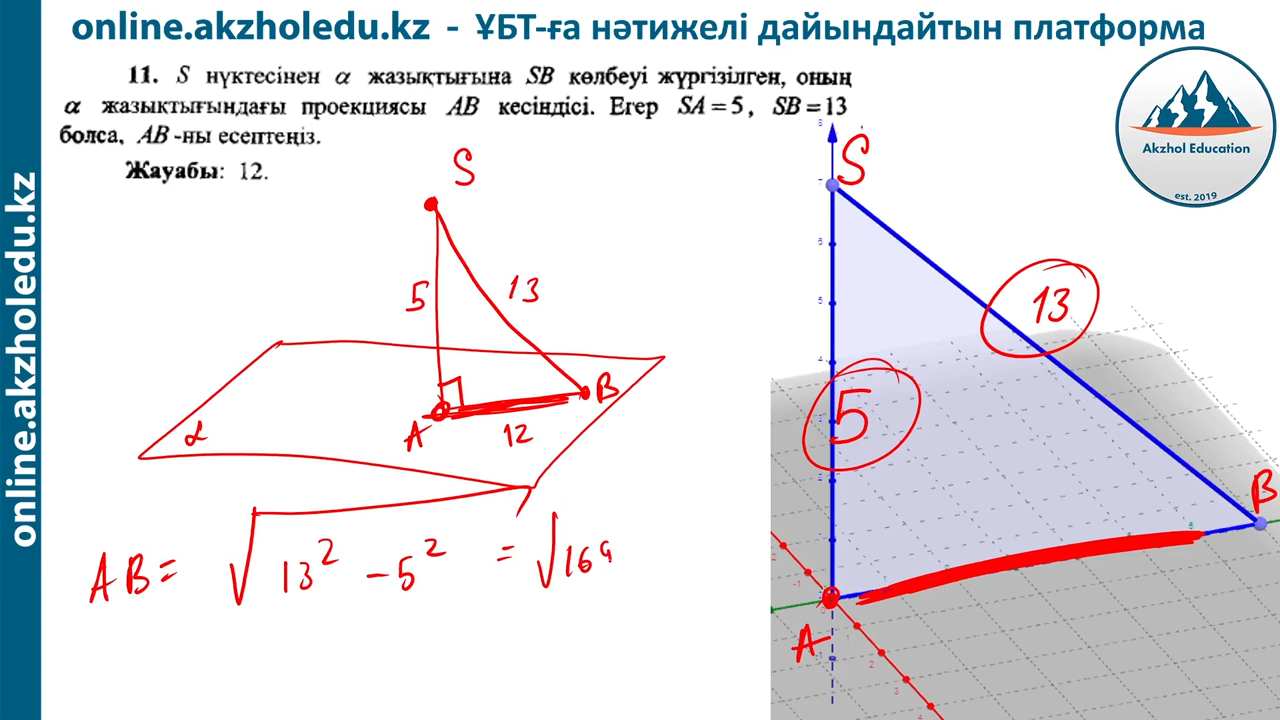 online.akzholedu.kz - ҰБТ-ға нәтижелі дайындайтын платформа
online.akzholedu.kz
11. S нүктесінен α жазықтығына SB көлбеуі жүргізілген, оның
α жазықтығындағы проекциясы AB кесіндісі. Егер SA = 5, SB = 13
болса, AB -ны есептеңіз.
Жауабы: 12.
Akzhol Education
est. 2019
S
5
13
A
B
12
α
AB = √13² - 5² = √169
S
13
5
B
A